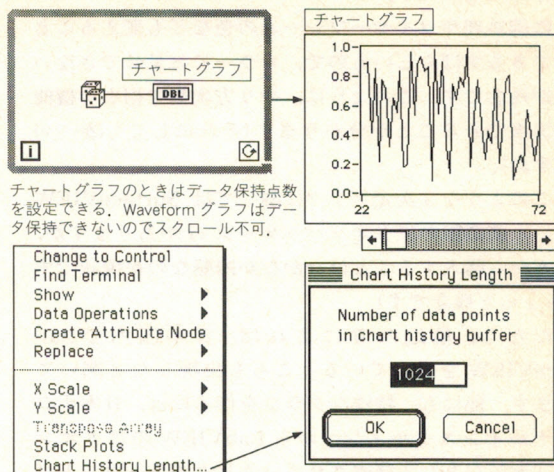 チャートグラフ
DBL
i
チャートグラフ
1.0
0.8
0.6
0.4
0.2
0.0
22
72
チャートグラフのときはデータ保持点数
を設定できる．Waveform グラフはデー
タ保持できないのでスクロール不可．
Change to Control
Find Terminal
Show
Data Operations
Create Attribute Node
Replace
X Scale
Y Scale
Transpose Array
Stack Plots
Chart History Length...
Chart History Length
Number of data points
in chart history buffer
1024
OK
Cancel